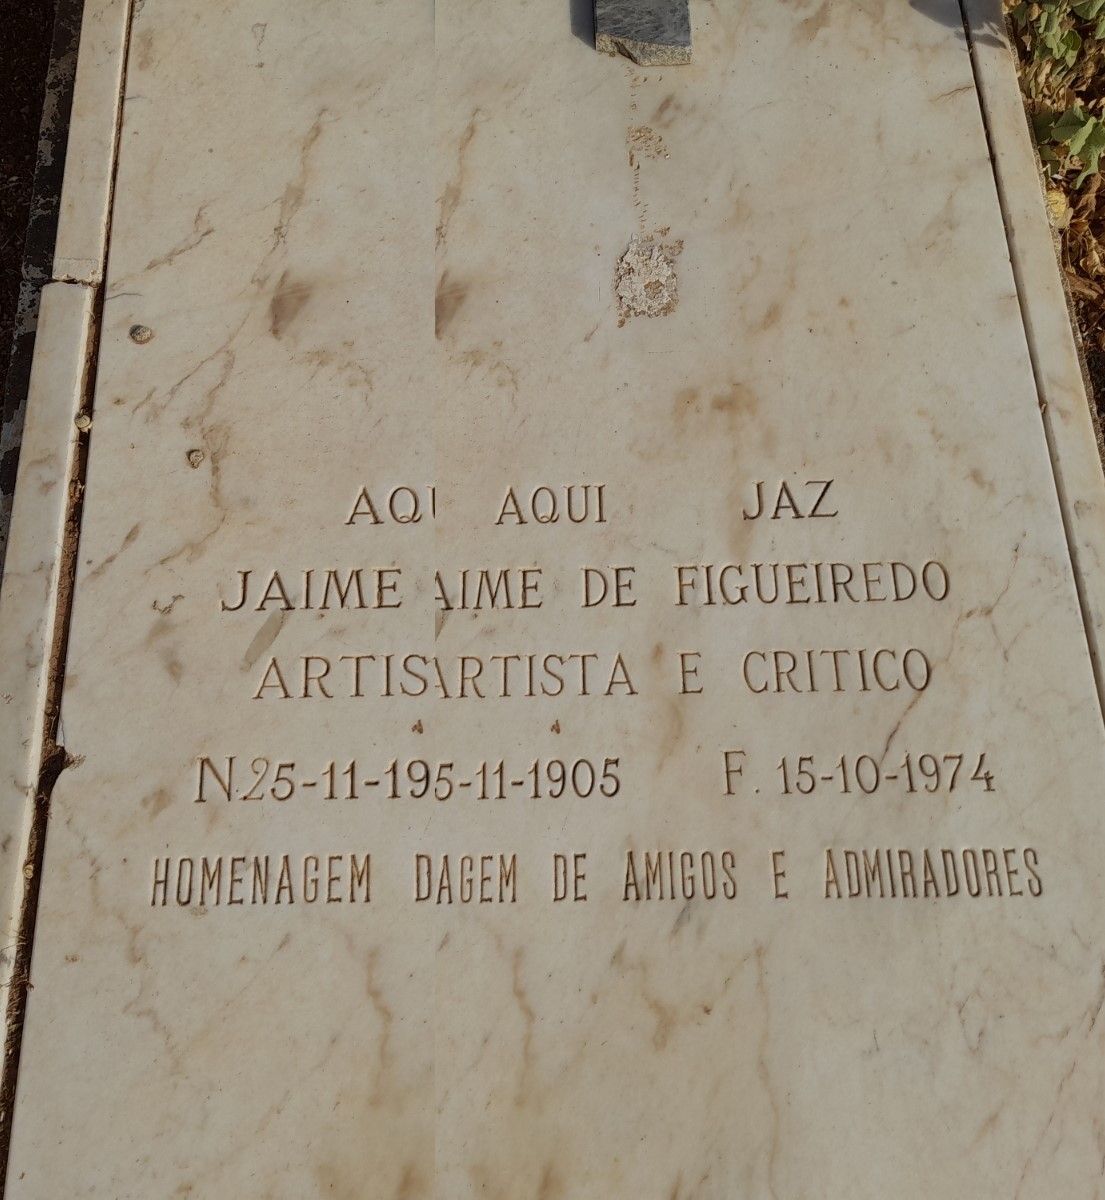 AQU AQUI JAZ
JAIME AIME DE FIGUEIREDO
ARTISARTISTA E CRITICO
N.25-11-195-11-1905 F. 15-10-1974
HOMENAGEM DAGEM DE AMIGOS E ADMIRADORES